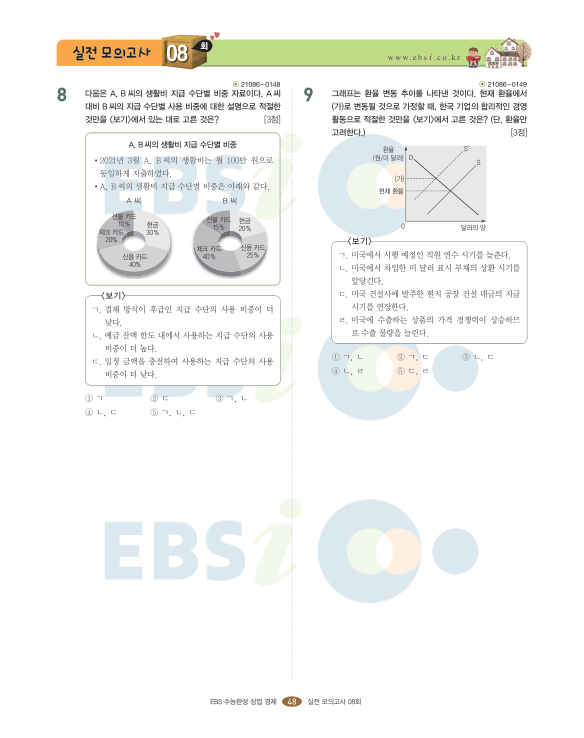 실전 모의고사 08 회
www.ebsi.co.kr
21086-0148
8 다음은 A, B 씨의 생활비 지급 수단별 비중 자료이다. A 씨
대비 B 씨의 지급 수단별 사용 비중에 대한 설명으로 적절한
것만을 〈보기〉에서 있는 대로 고른 것은? [3점]
A, B 씨의 생활비 지급 수단별 비중
• 2021년 3월 A, B 씨의 생활비는 월 100만 원으로
동일하게 지출하였다.
• A, B 씨의 생활비 지급 수단별 비중은 아래와 같다.
A 씨
선불 카드
10%
현금
30%
체크 카드
20%
신용 카드
40%
B 씨
선불 카드
15%
현금
20%
체크 카드
40%
신용 카드
25%
〈보기〉
ㄱ. 결제 방식이 후급인 지급 수단의 사용 비중이 더
낮다.
ㄴ. 예금 잔액 한도 내에서 사용하는 지급 수단의 사용
비중이 더 높다.
ㄷ. 일정 금액을 충전하여 사용하는 지급 수단의 사용
비중이 더 낮다.
① ㄱ ② ㄷ ③ ㄱ, ㄴ
④ ㄴ, ㄷ ⑤ ㄱ, ㄴ, ㄷ
21086-0149
9 그래프는 환율 변동 추이를 나타낸 것이다. 현재 환율에서
(가)로 변동될 것으로 가정할 때, 한국 기업의 합리적인 경영
활동으로 적절한 것만을 〈보기〉에서 고른 것은? (단, 환율만
고려한다.) [3점]
환율
(원/미 달러)
D
S'
S
(가)
현재 환율
0
달러의 양
〈보기〉
ㄱ. 미국에서 시행 예정인 직원 연수 시기를 늦춘다.
ㄴ. 미국에서 차입한 미 달러 표시 부채의 상환 시기를
앞당긴다.
ㄷ. 미국 건설사에 발주한 현지 공장 건설 대금의 지급
시기를 연장한다.
ㄹ. 미국에 수출하는 상품의 가격 경쟁력이 상승하므
로 수출 물량을 늘린다.
① ㄱ, ㄴ ② ㄱ, ㄷ ③ ㄴ, ㄷ
④ ㄴ, ㄹ ⑤ ㄷ, ㄹ
EBSi
EBSi
EBSi
EBS 수능완성 상업 경제 48 실전 모의고사 08회